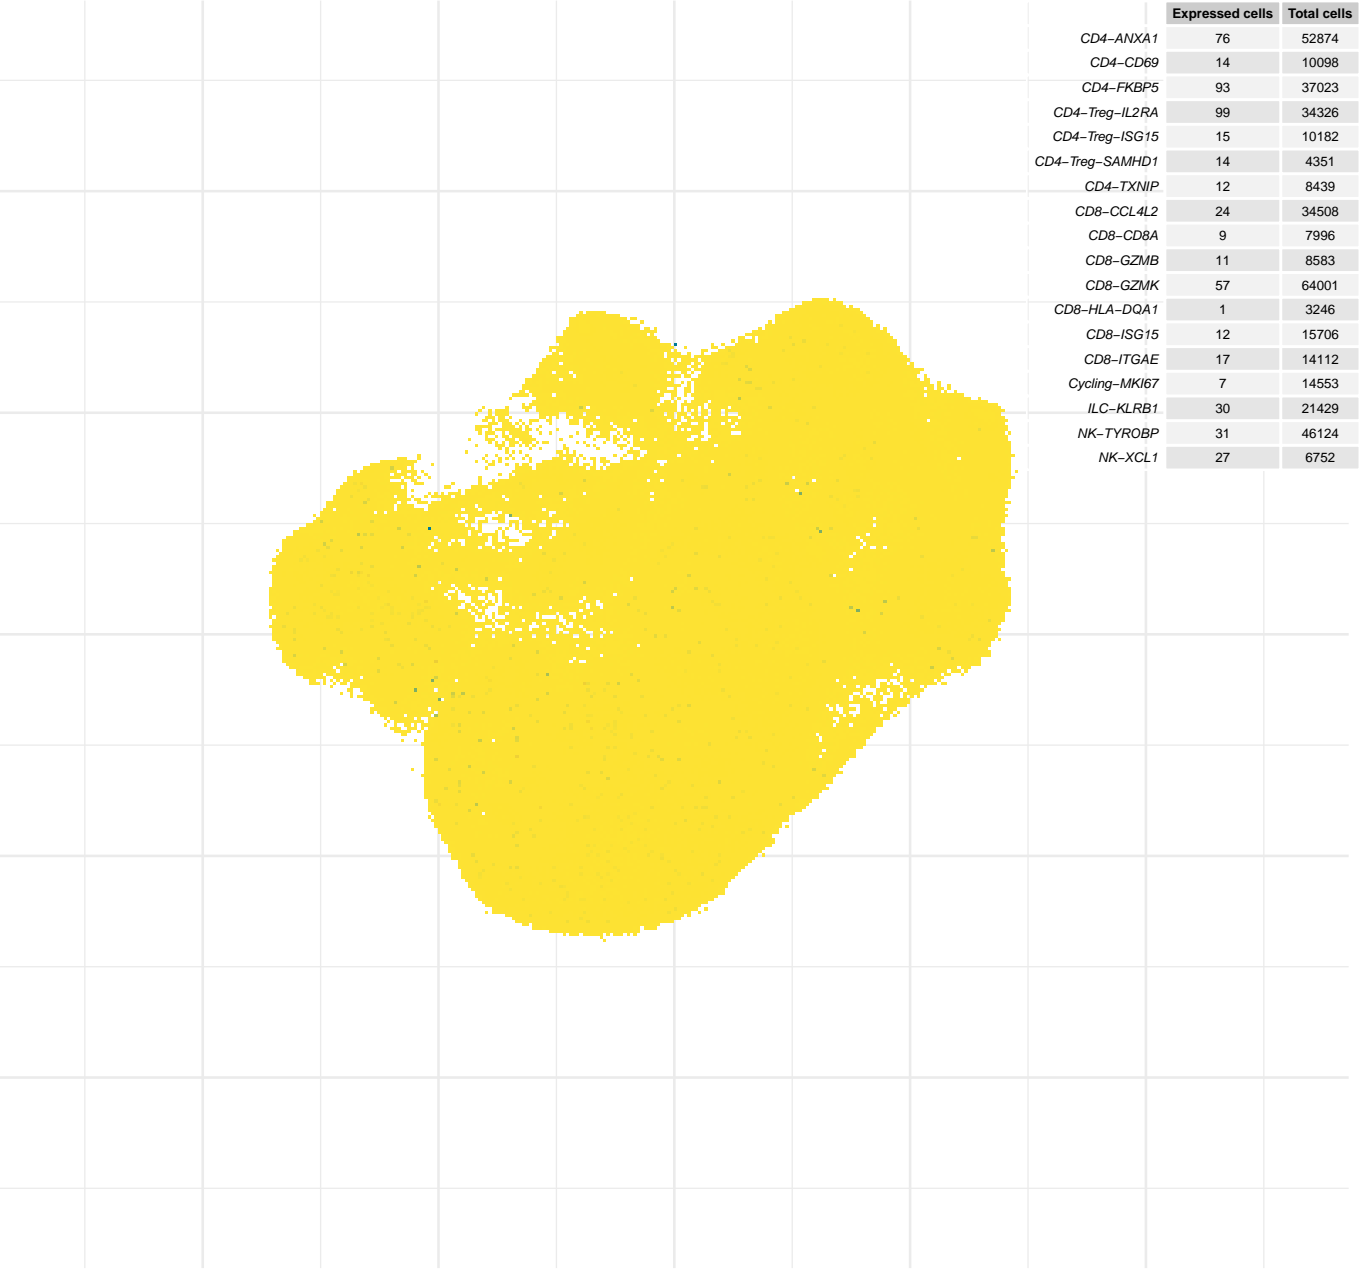 Expressed cells Total cells
CD4−ANXA1 76 52874
CD4−CD69 14 10098
CD4−FKBP5 93 37023
CD4−Treg−IL2RA 99 34326
CD4−Treg−ISG15 15 10182
CD4−Treg−SAMHD1 14 4351
CD4−TXNIP 12 8439
CD8−CCL4L2 24 34508
CD8−CD8A 9 7996
CD8−GZMB 11 8583
CD8−GZMK 57 64001
CD8−HLA−DQA1 1 3246
CD8−ISG15 12 15706
CD8−ITGAE 17 14112
Cycling−MKI67 7 14553
ILC−KLRB1 30 21429
NK−TYROBP 31 46124
NK−XCL1 27 6752